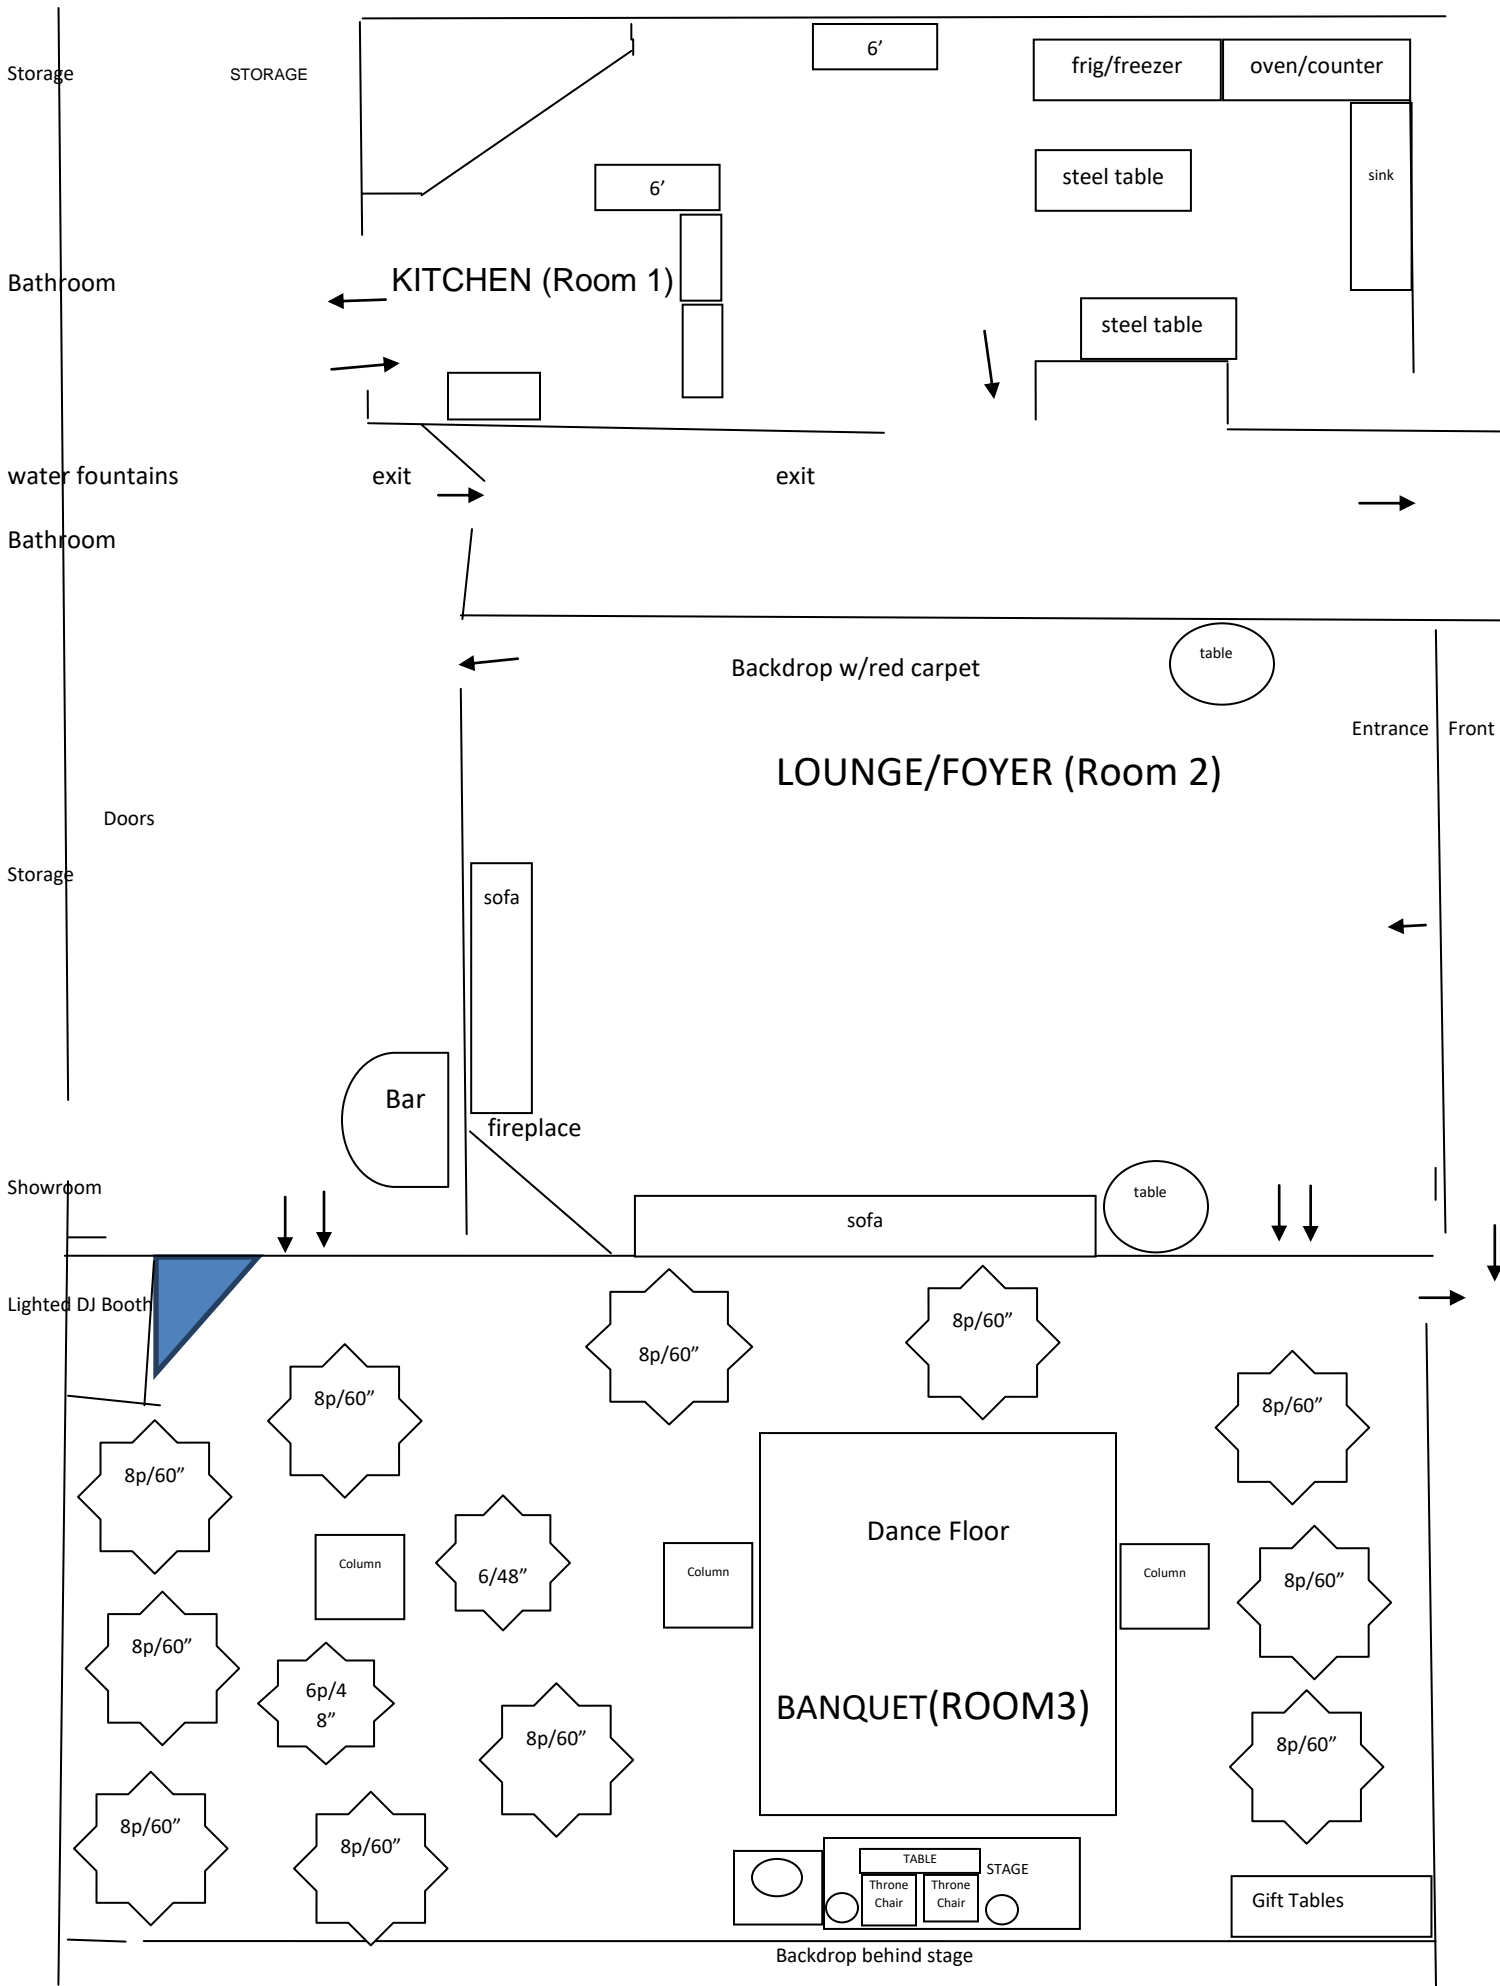 6’
frig/freezer
oven/counter
Storage
STORAGE
steel table
sink
6’
Bathroom
KITCHEN (Room 1)
steel table
water fountains
exit
exit
Bathroom
Backdrop w/red carpet
table
Entrance
Front
LOUNGE/FOYER (Room 2)
Doors
Storage
sofa
Bar
fireplace
Showroom
table
sofa
Lighted DJ Booth
8p/60”
8p/60”
8p/60”
8p/60”
8p/60”
Dance Floor
Column
6/48”
Column
Column
8p/60”
8p/60”
6p/4
8”
BANQUET(ROOM3)
8p/60”
8p/60”
8p/60”
8p/60”
TABLE
STAGE
Throne
Chair
Throne
Chair
Gift Tables
Backdrop behind stage